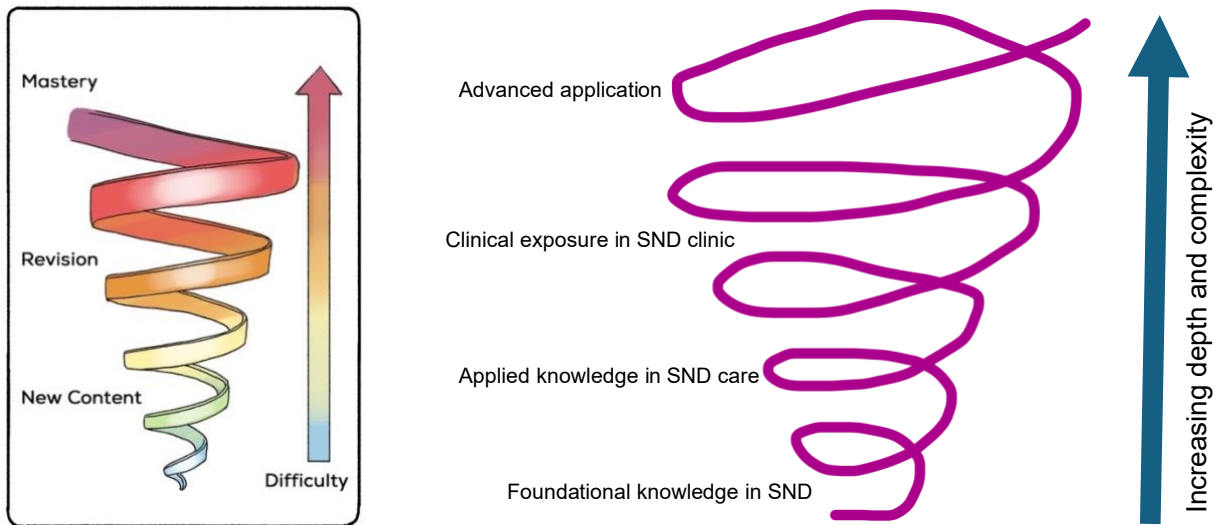 Mastery
Revision
New Content
Difficulty
Advanced application
Clinical exposure in SND clinic
Applied knowledge in SND care
Foundational knowledge in SND
Increasing depth and complexity